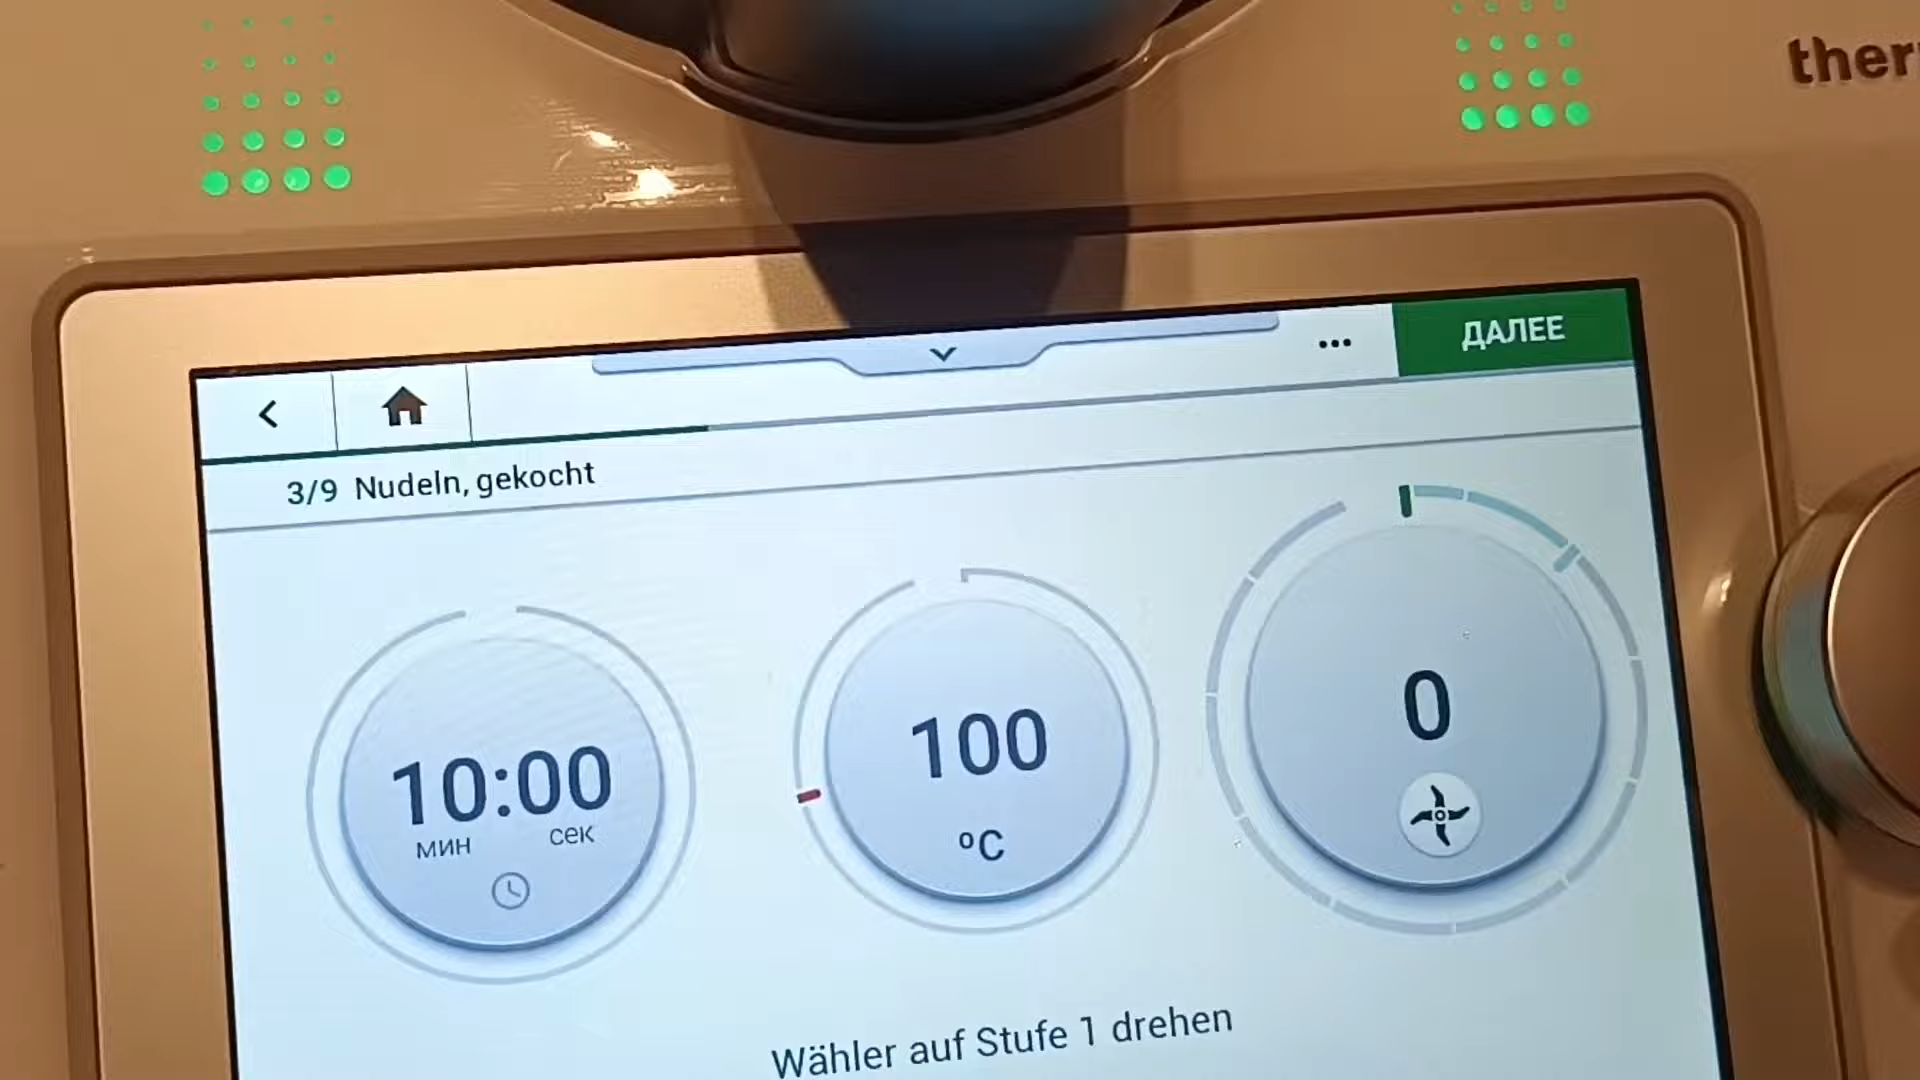 ther
ДАЛЕЕ
3/9 Nudeln, gekocht
10:00
мин сек
100
°C
0
Wähler auf Stufe 1 drehen